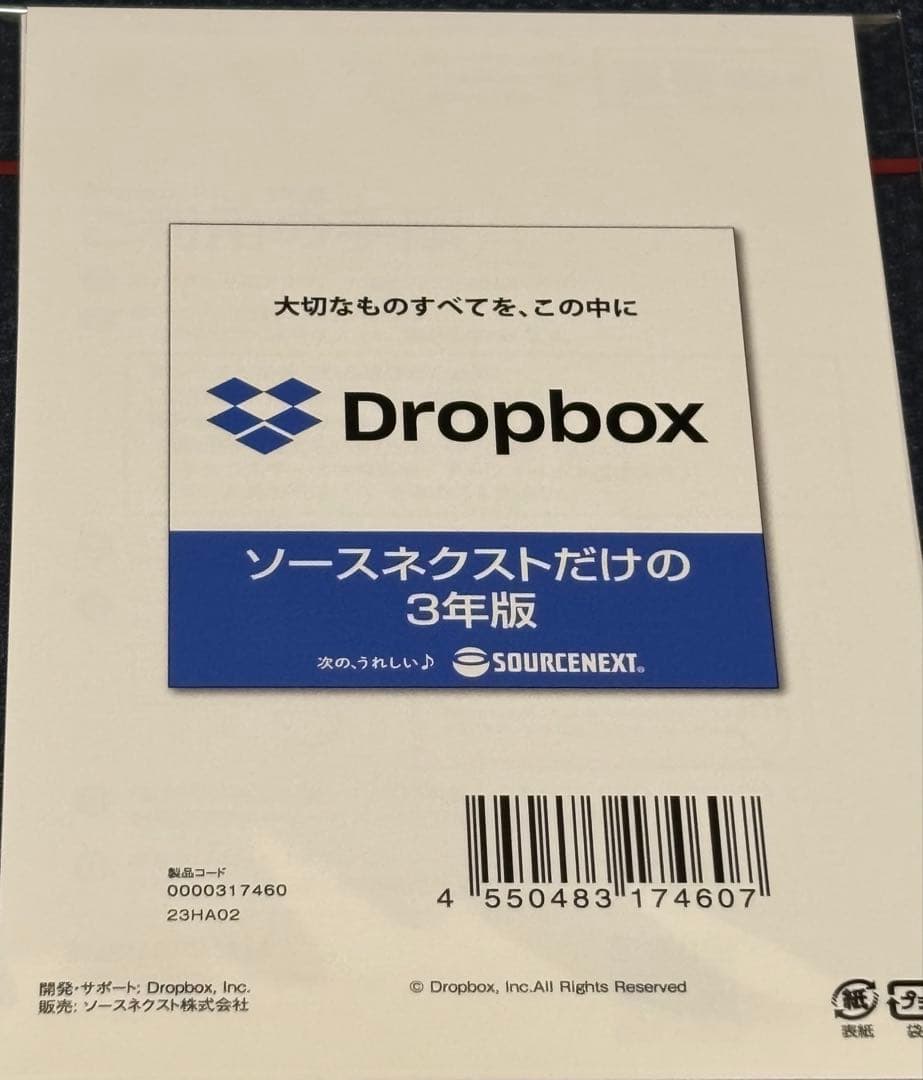 大切なものすべてを、この中に
Dropbox
ソースネクストだけの
3年版
次の、うれしい♪ SOURCENEXT®
4 550483 174607
製品コード
0000317460
23HA02
開発・サポート: Dropbox, Inc.
販売: ソースネクスト株式会社
© Dropbox, Inc.All Rights Reserved
紙
表紙
プラ
袋